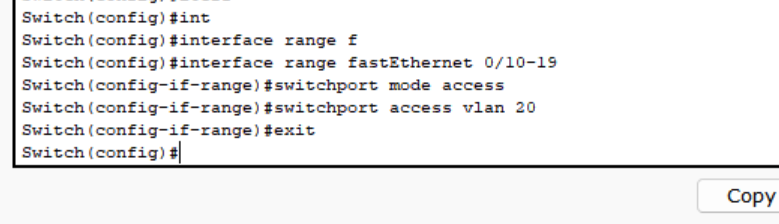 Switch(config)#int
Switch(config)#interface range f
Switch(config)#interface range fastEthernet 0/10-19
Switch(config-if-range)#switchport mode access
Switch(config-if-range)#switchport access vlan 20
Switch(config-if-range)#exit
Switch(config)#
Copy